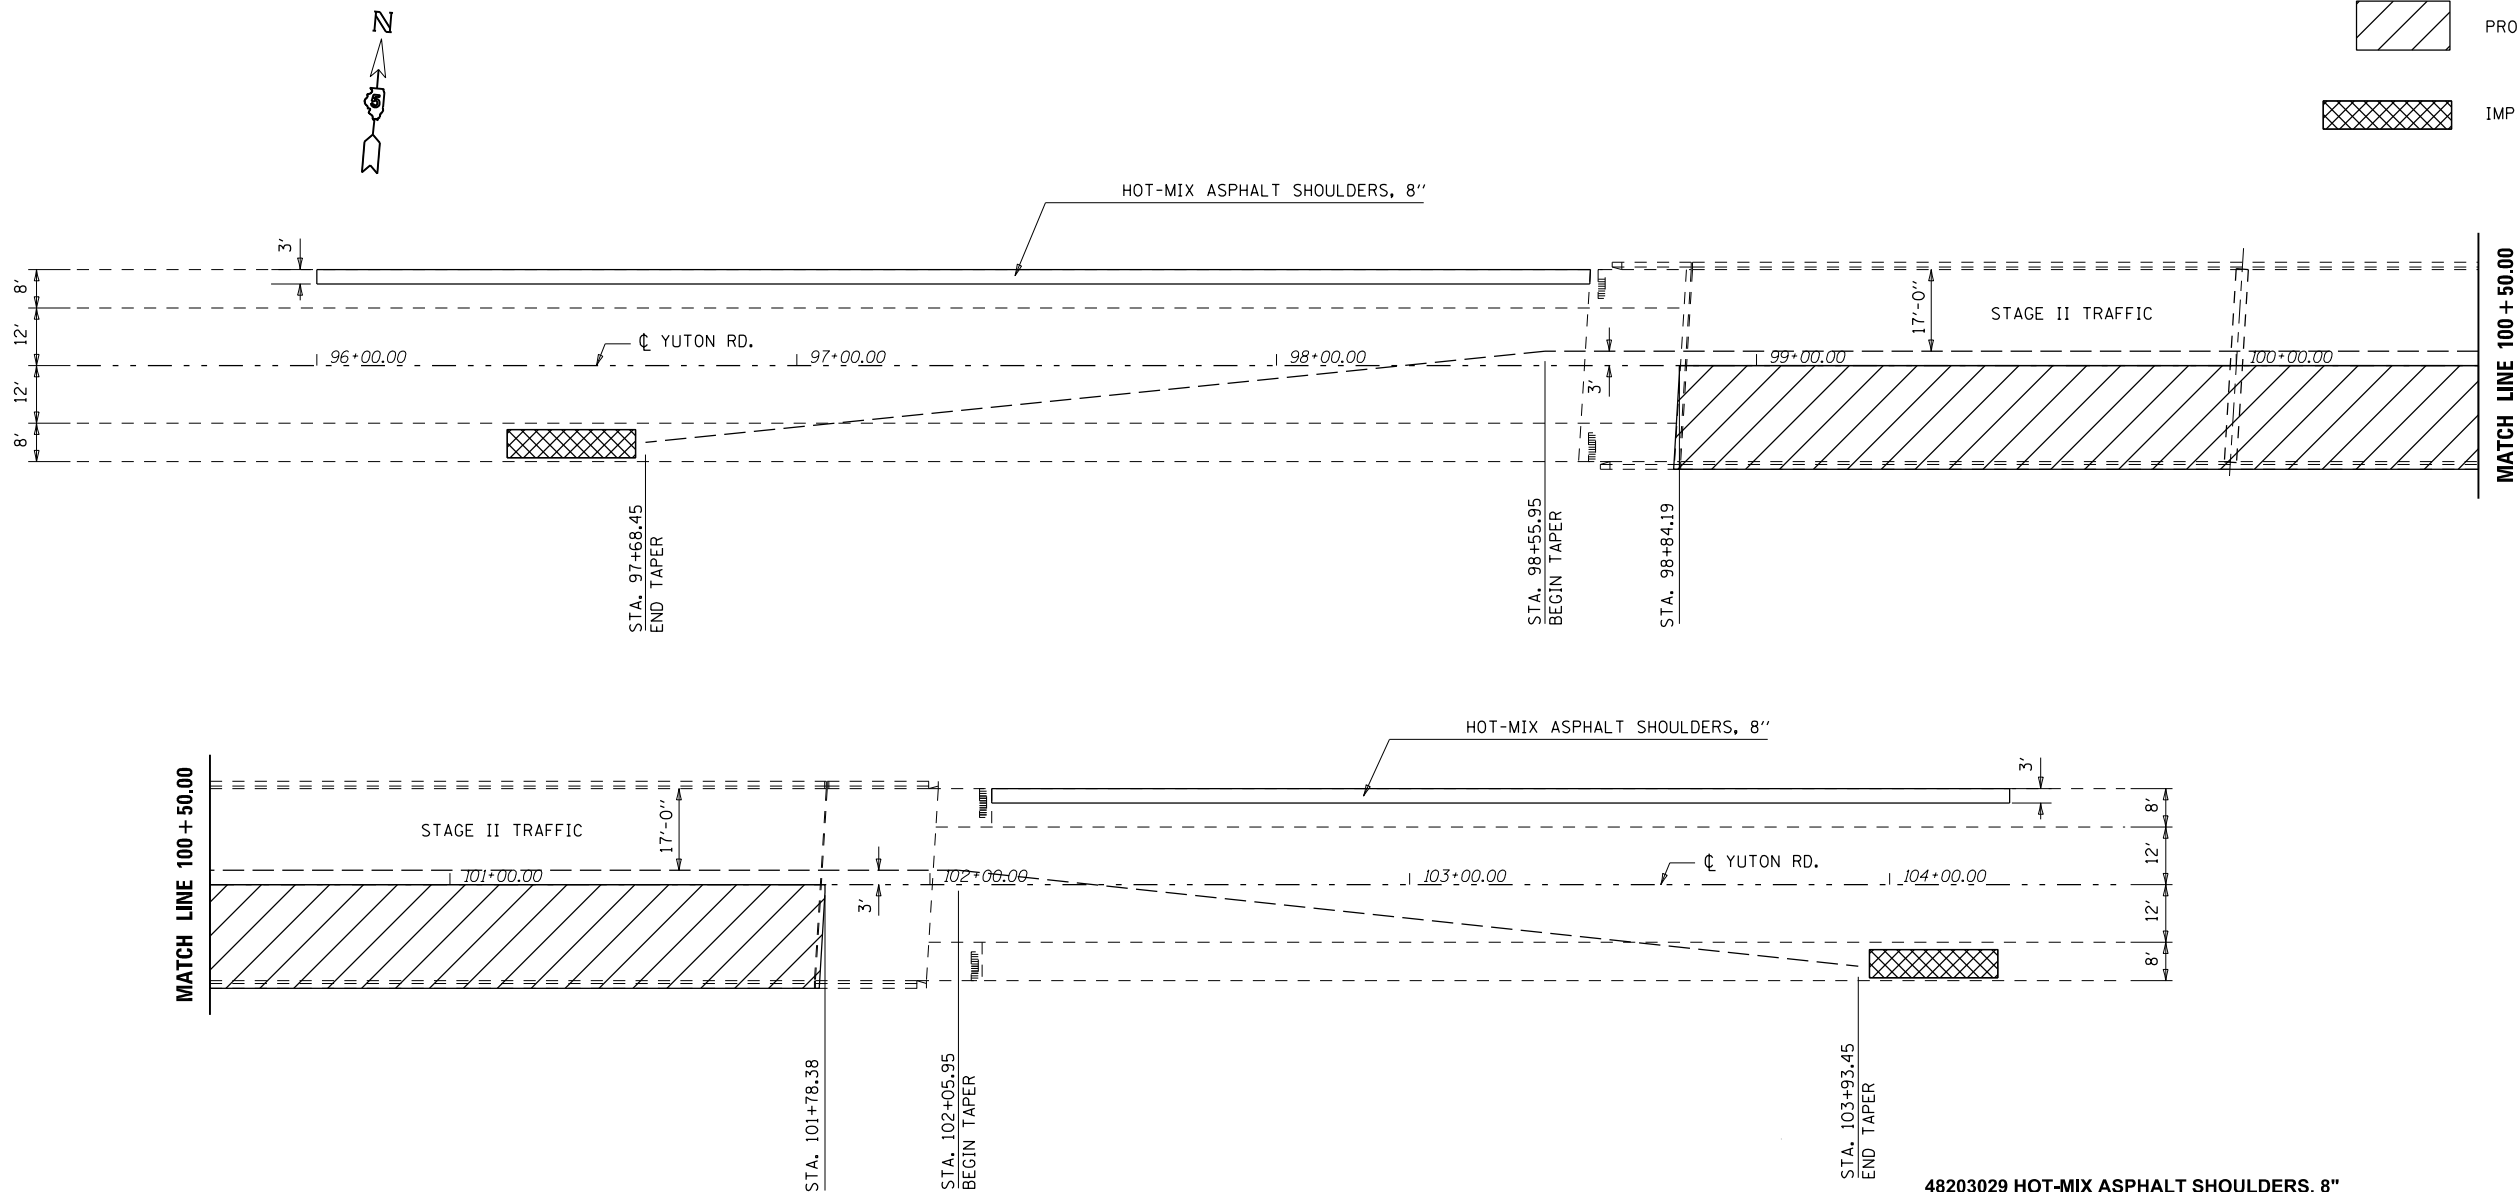 N
5
PRO
IMP
HOT-MIX ASPHALT SHOULDERS, 8"
3'
8'
12'
12'
8'
℄ YUTON RD.
96+00.00
97+00.00
98+00.00
99+00.00
100+00.00
3'
17'-0"
STAGE II TRAFFIC
MATCH LINE 100+50.00
STA. 97+68.45
END TAPER
STA. 98+55.95
BEGIN TAPER
STA. 98+84.19
HOT-MIX ASPHALT SHOULDERS, 8"
MATCH LINE 100+50.00
STAGE II TRAFFIC
17'-0"
3'
101+00.00
102+00.00
103+00.00
104+00.00
℄ YUTON RD.
3'
8'
12'
12'
8'
STA. 101+78.38
STA. 102+05.95
BEGIN TAPER
STA. 103+93.45
END TAPER
48203029 HOT-MIX ASPHALT SHOULDERS, 8"